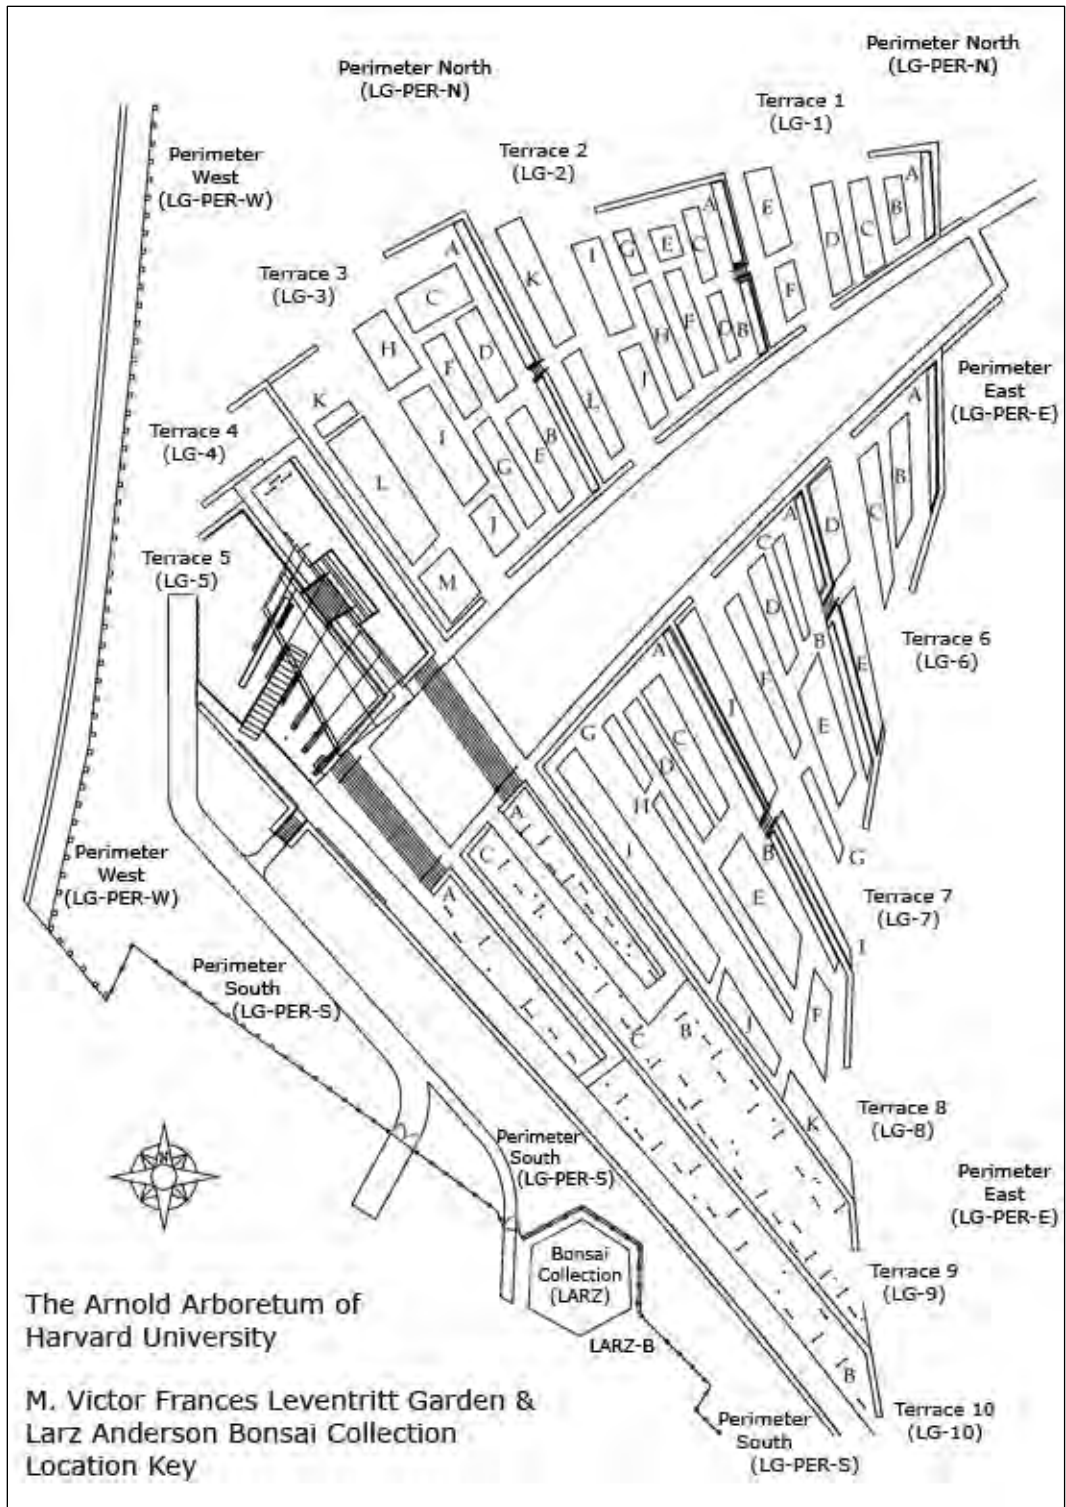 Perimeter North
(LG-PER-N)
Perimeter North
(LG-PER-N)
Terrace 1
(LG-1)
Terrace 2
(LG-2)
Perimeter
West
(LG-PER-W)
Terrace 3
(LG-3)
Terrace 4
(LG-4)
Terrace 5
(LG-5)
A
B
C
D
E
F
A
B
C
D
E
F
G
H
I
J
K
L
A
B
C
D
E
F
G
H
I
J
K
L
M
Perimeter
East
(LG-PER-E)
A
B
C
D
E
Terrace 6
(LG-6)
A
B
C
D
E
F
G
J
I
Terrace 7
(LG-7)
A
B
C
D
E
F
G
H
I
J
K
Terrace 8
(LG-8)
Perimeter
East
(LG-PER-E)
A
B
C
Terrace 9
(LG-9)
A
B
C
Terrace 10
(LG-10)
Perimeter
West
(LG-PER-W)
Perimeter
South
(LG-PER-S)
N
Perimeter
South
(LG-PER-S)
Bonsai
Collection
(LARZ)
LARZ-B
Perimeter
South
(LG-PER-S)
The Arnold Arboretum of
Harvard University
M. Victor Frances Leventritt Garden &
Larz Anderson Bonsai Collection
Location Key